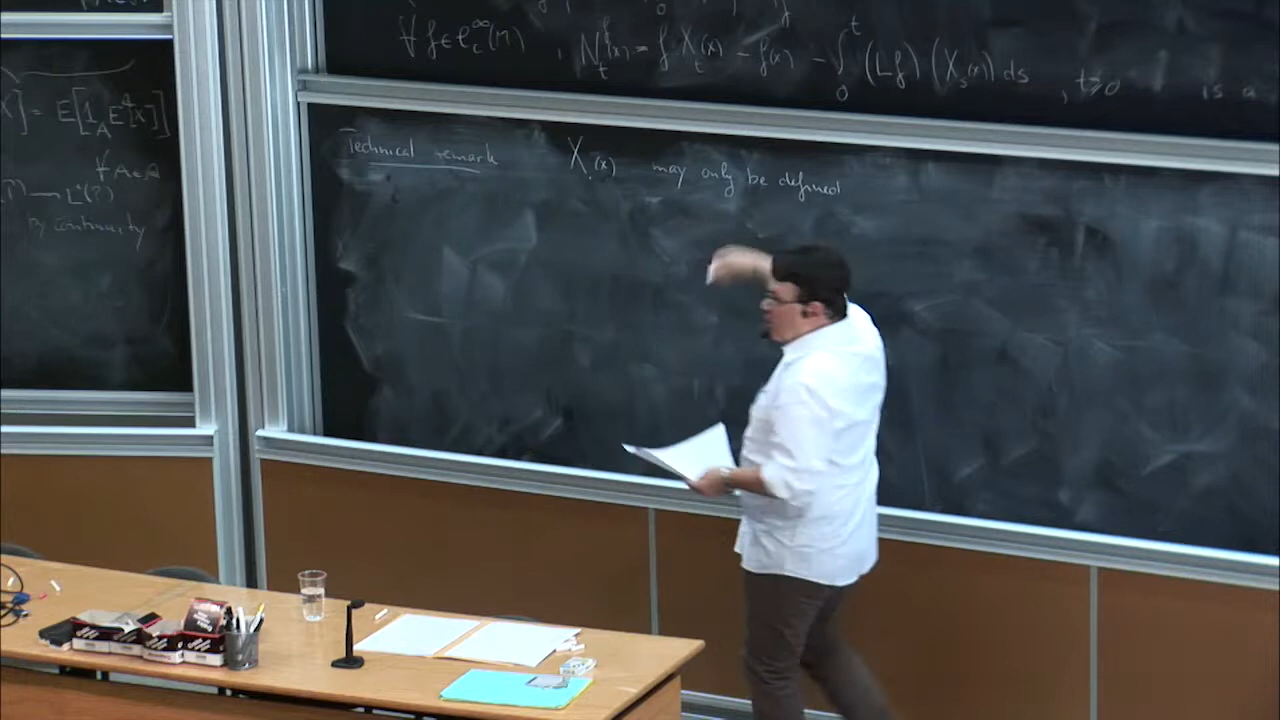 X] = E[1_A E^A[X]]
∀ A∈A
by continuity
∀ f ∈ C_c^∞(M) , N_t^f(x) = f X_t(x) - f(x) - ∫_0^t (Lf)(X_s(x)) ds , t≥0 is a
Technical remark X.(x) may only be defined